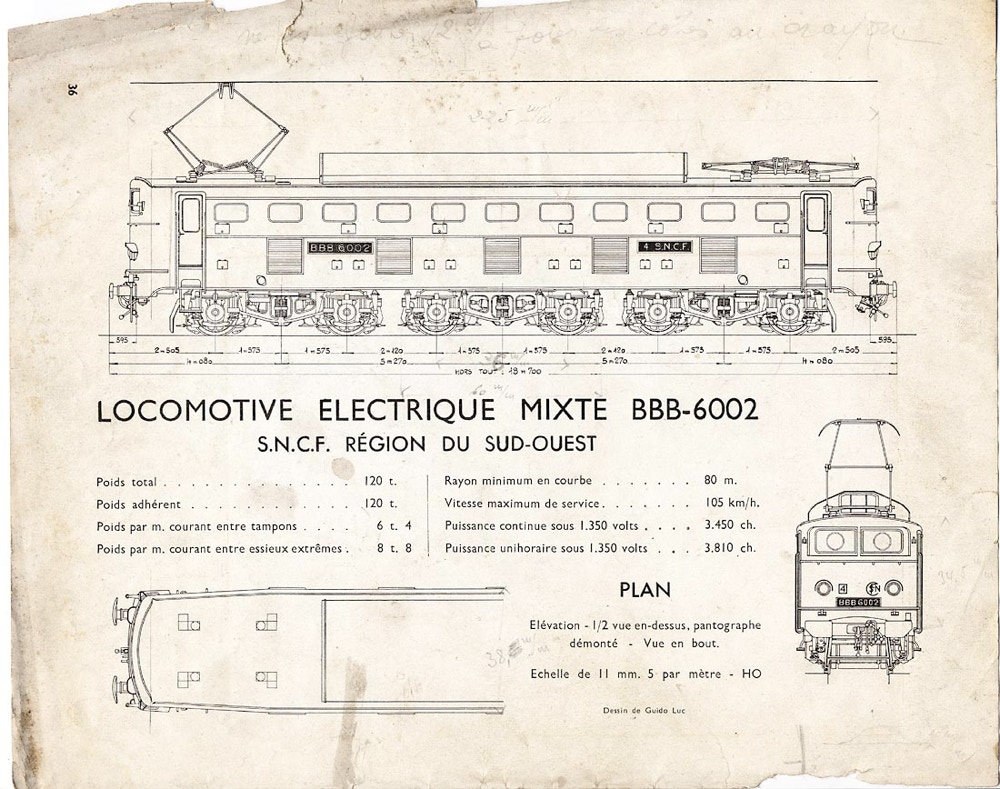 36
BBB 6002
4 S.N.C.F.
595 595
2 m 505 1 m 575 1 m 575 2 m 120 1 m 575 1 m 575 2 m 120 1 m 575 1 m 575 2 m 505
4 m 080 5 m 270 5 m 270 4 m 080
HORS TOUT : 18 m 700
LOCOMOTIVE ELECTRIQUE MIXTE BBB-6002
S.N.C.F. RÉGION DU SUD-OUEST
Poids total . . . . . . . . . . . . . . . 120 t.
Poids adhérent . . . . . . . . . . . . . 120 t.
Poids par m. courant entre tampons . . . . 6 t. 4
Poids par m. courant entre essieux extrêmes . 8 t. 8
Rayon minimum en courbe . . . . . . . 80 m.
Vitesse maximum de service . . . . . . 105 km/h.
Puissance continue sous 1.350 volts . . . . 3.450 ch.
Puissance unihoraire sous 1.350 volts . . . 3.810 ch.
4
BBB 6002
PLAN
Elévation - 1/2 vue en-dessus, pantographe
démonté - Vue en bout.
Echelle de 11 mm. 5 par mètre - HO
Dessin de Guido Luc